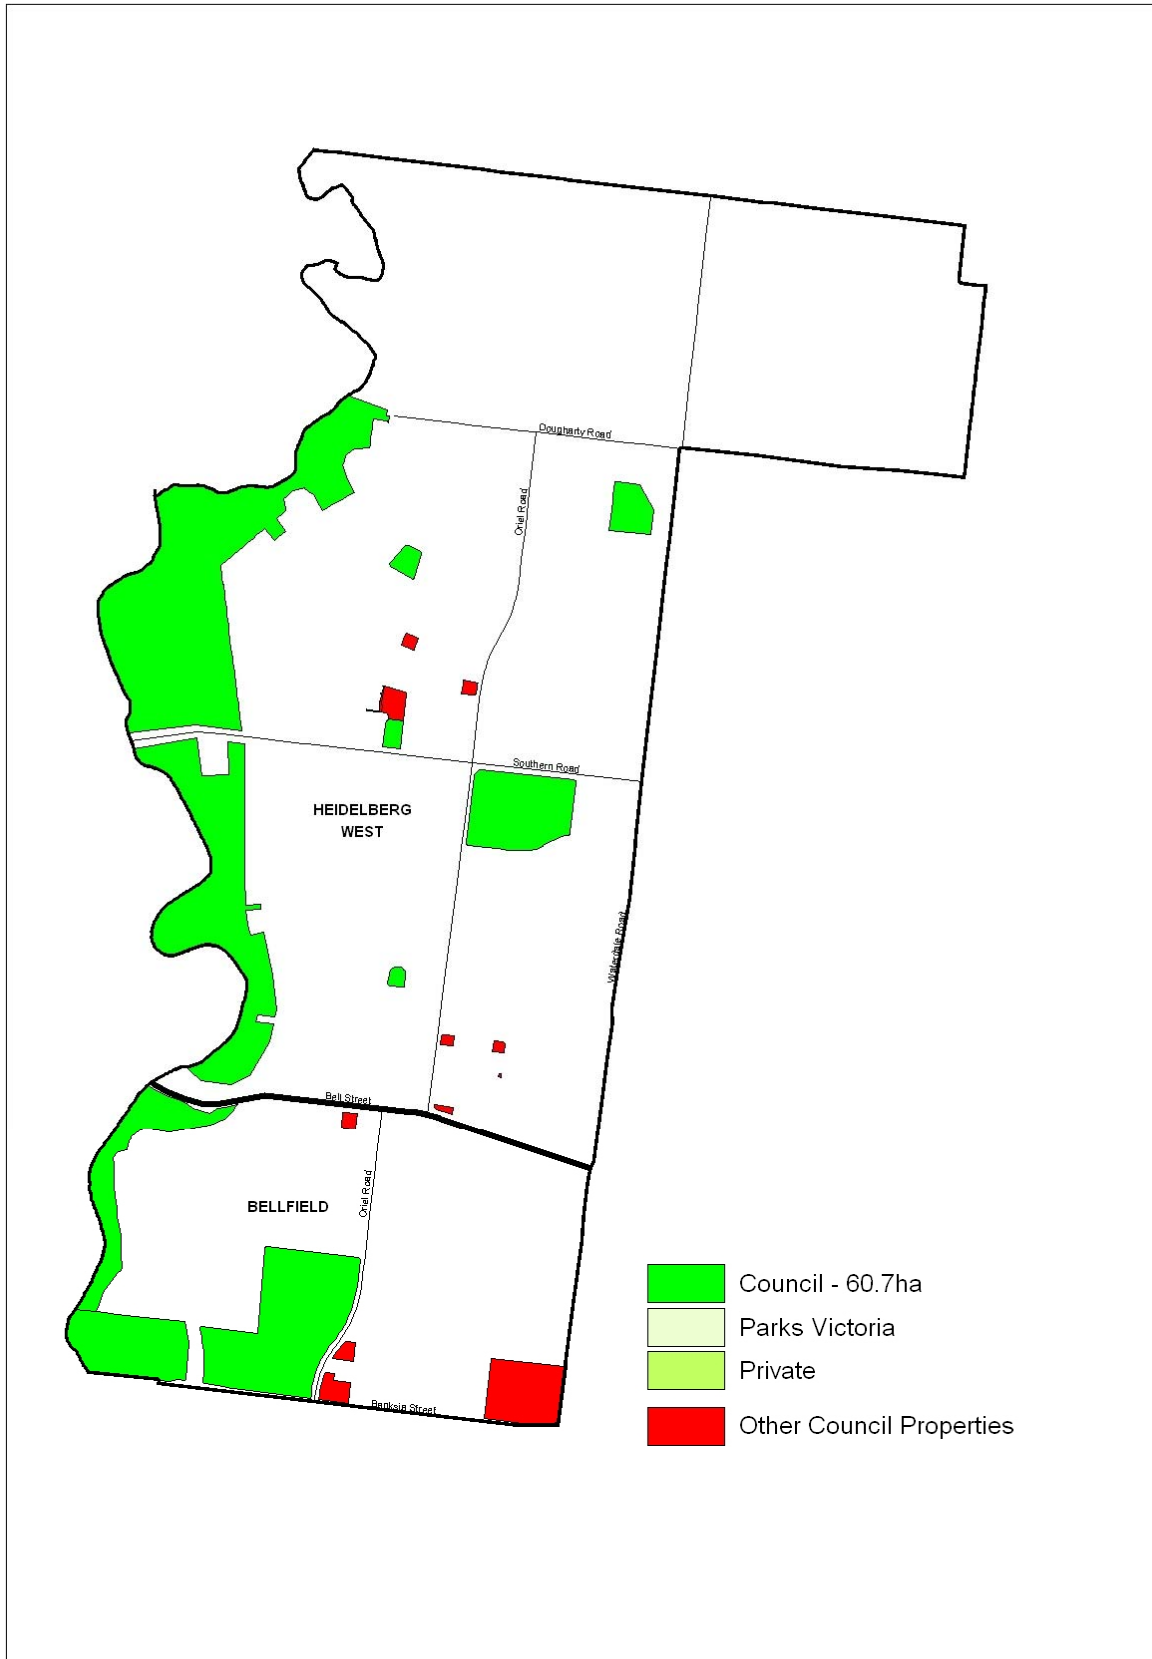 Dougharty Road
Oriel Road
Southern Road
HEIDELBERG
WEST
Waterdale Road
Bell Street
Oriel Road
BELLFIELD
Council - 60.7ha
Parks Victoria
Private
Other Council Properties
Banksia Street